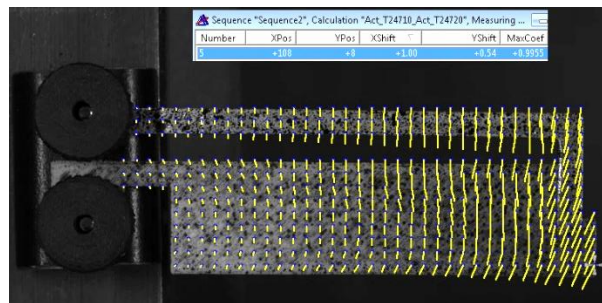 Sequence "Sequence2", Calculation "Act_T24710_Act_T24720", Measuring ...
Number XPos YPos XShift YShift MaxCoef
5 +108 +8 +1.00 +0.54 +0.9955